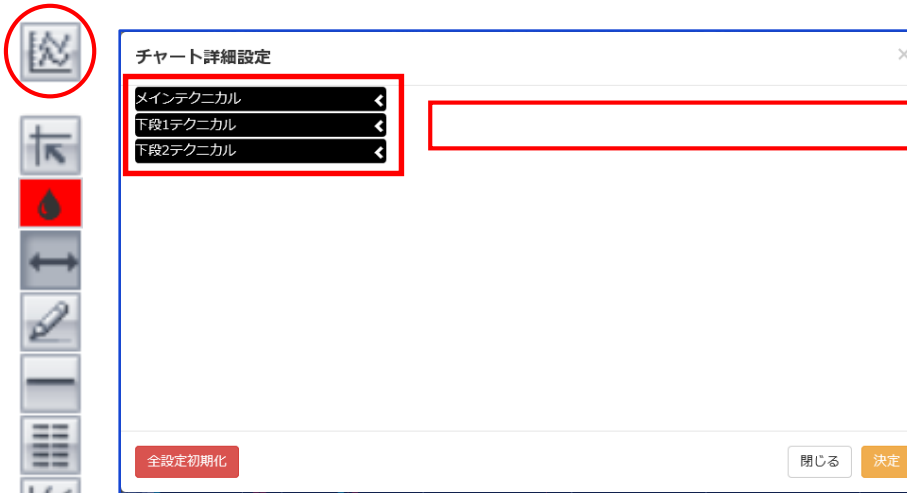 チャート詳細設定
×
メインテクニカル
下段1テクニカル
下段2テクニカル
全設定初期化
閉じる
決定